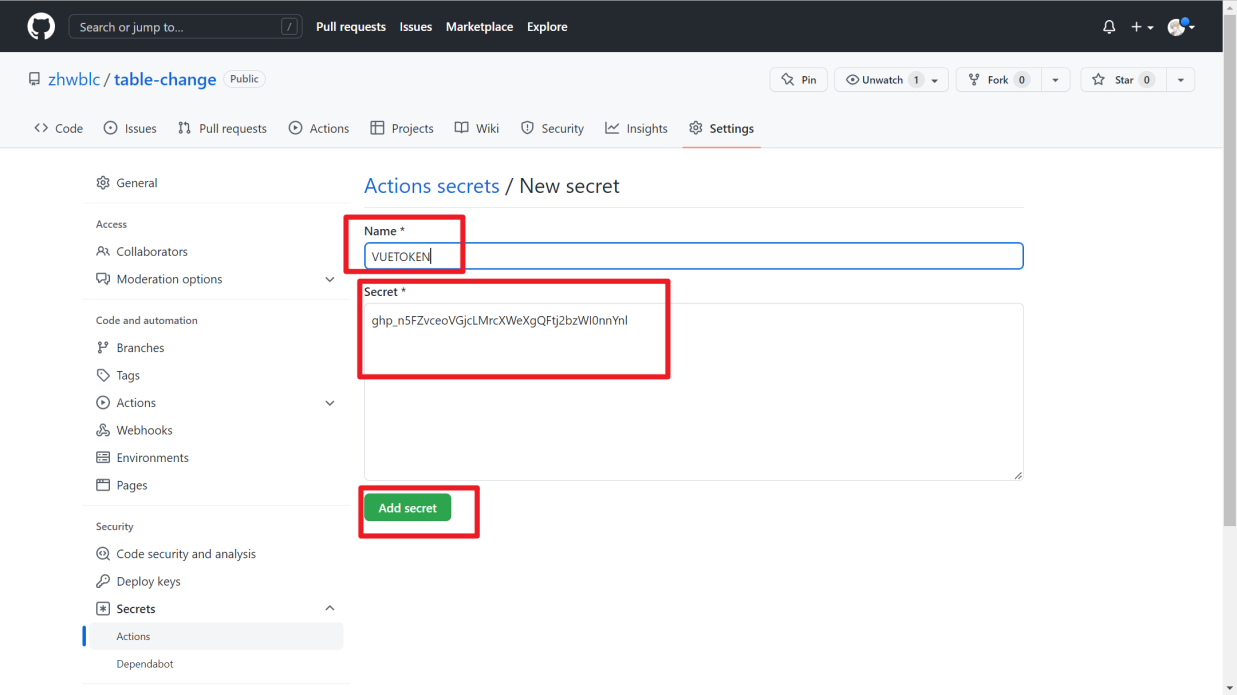 Search or jump to...
/
Pull requests
Issues
Marketplace
Explore
zhwblc / table-change
Public
Pin
Unwatch 1
Fork 0
Star 0
Code
Issues
Pull requests
Actions
Projects
Wiki
Security
Insights
Settings
General
Access
Collaborators
Moderation options
Code and automation
Branches
Tags
Actions
Webhooks
Environments
Pages
Security
Code security and analysis
Deploy keys
Secrets
Actions
Dependabot
Actions secrets / New secret
Name *
VUETOKEN
Secret *
Add secret